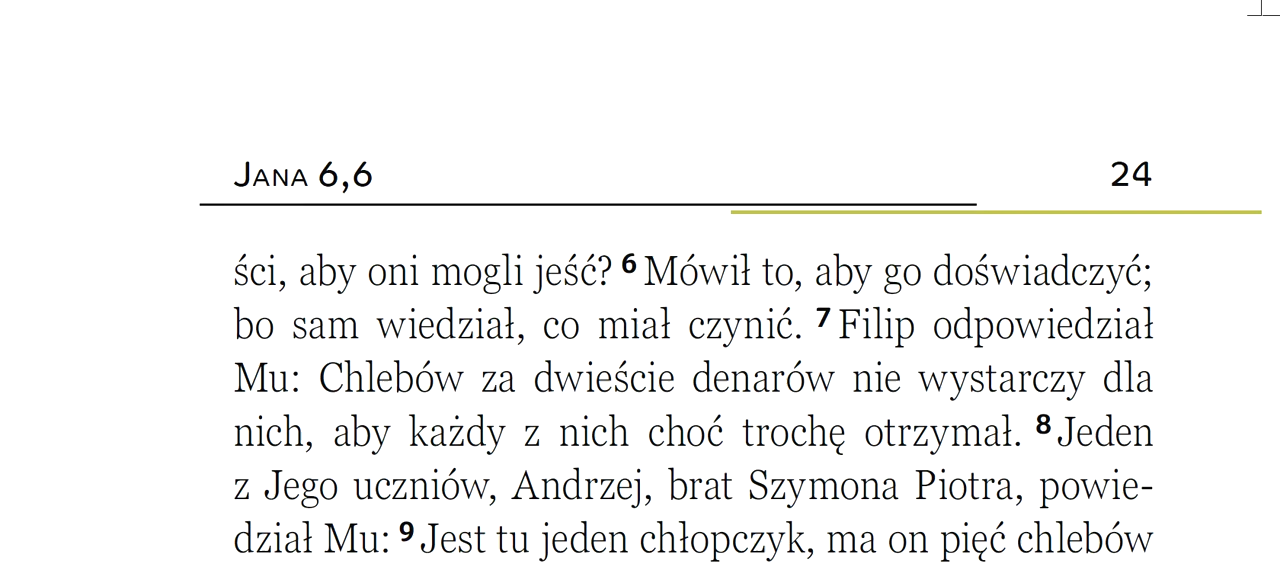 Jana 6,6 24
ści, aby oni mogli jeść? 6 Mówił to, aby go doświadczyć;
bo sam wiedział, co miał czynić. 7 Filip odpowiedział
Mu: Chlebów za dwieście denarów nie wystarczy dla
nich, aby każdy z nich choć trochę otrzymał. 8 Jeden
z Jego uczniów, Andrzej, brat Szymona Piotra, powie-
dział Mu: 9 Jest tu jeden chłopczyk, ma on pięć chlebów